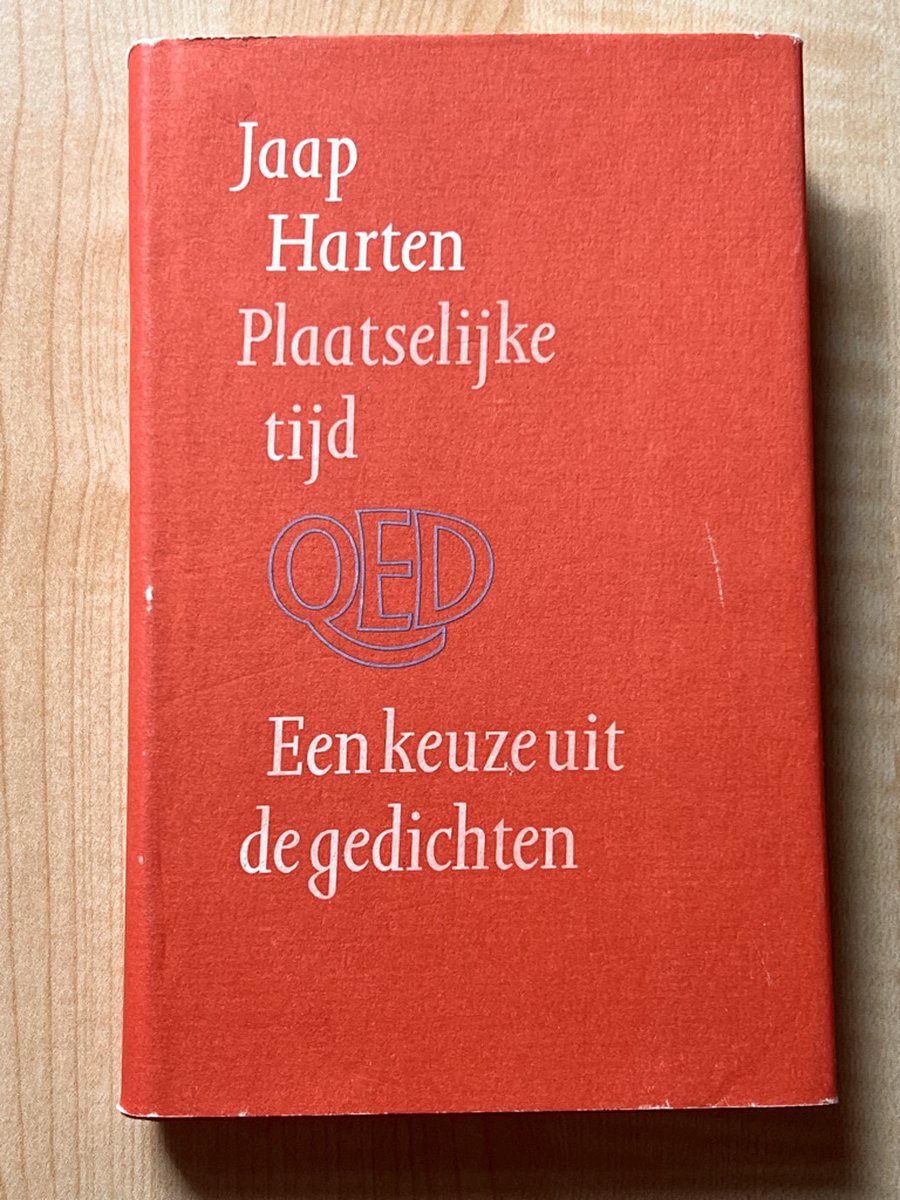 Jaap
Harten
Plaatselijke
tijd
QED
Een keuze uit
de gedichten